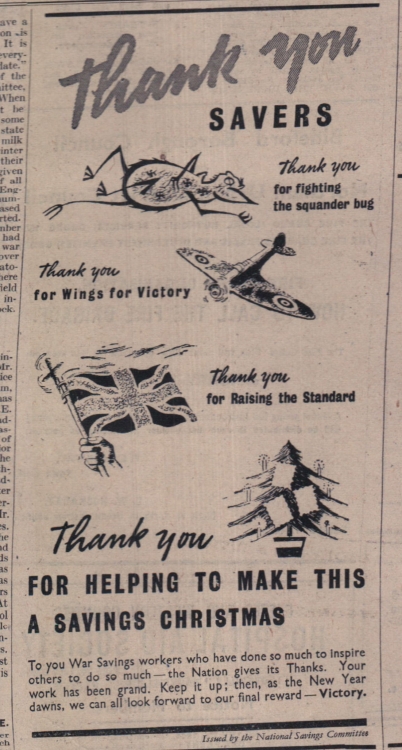 Thank you
SAVERS
Thank you
for fighting
the squander bug
Thank you
for Wings for Victory
Thank you
for Raising the Standard
Thank you
FOR HELPING TO MAKE THIS
A SAVINGS CHRISTMAS
To you War Savings workers who have done so much to inspire
others to do so much — the Nation gives its Thanks. Your
work has been grand. Keep it up; then, as the New Year
dawns, we can all look forward to our final reward — Victory.
Issued by the National Savings Committee